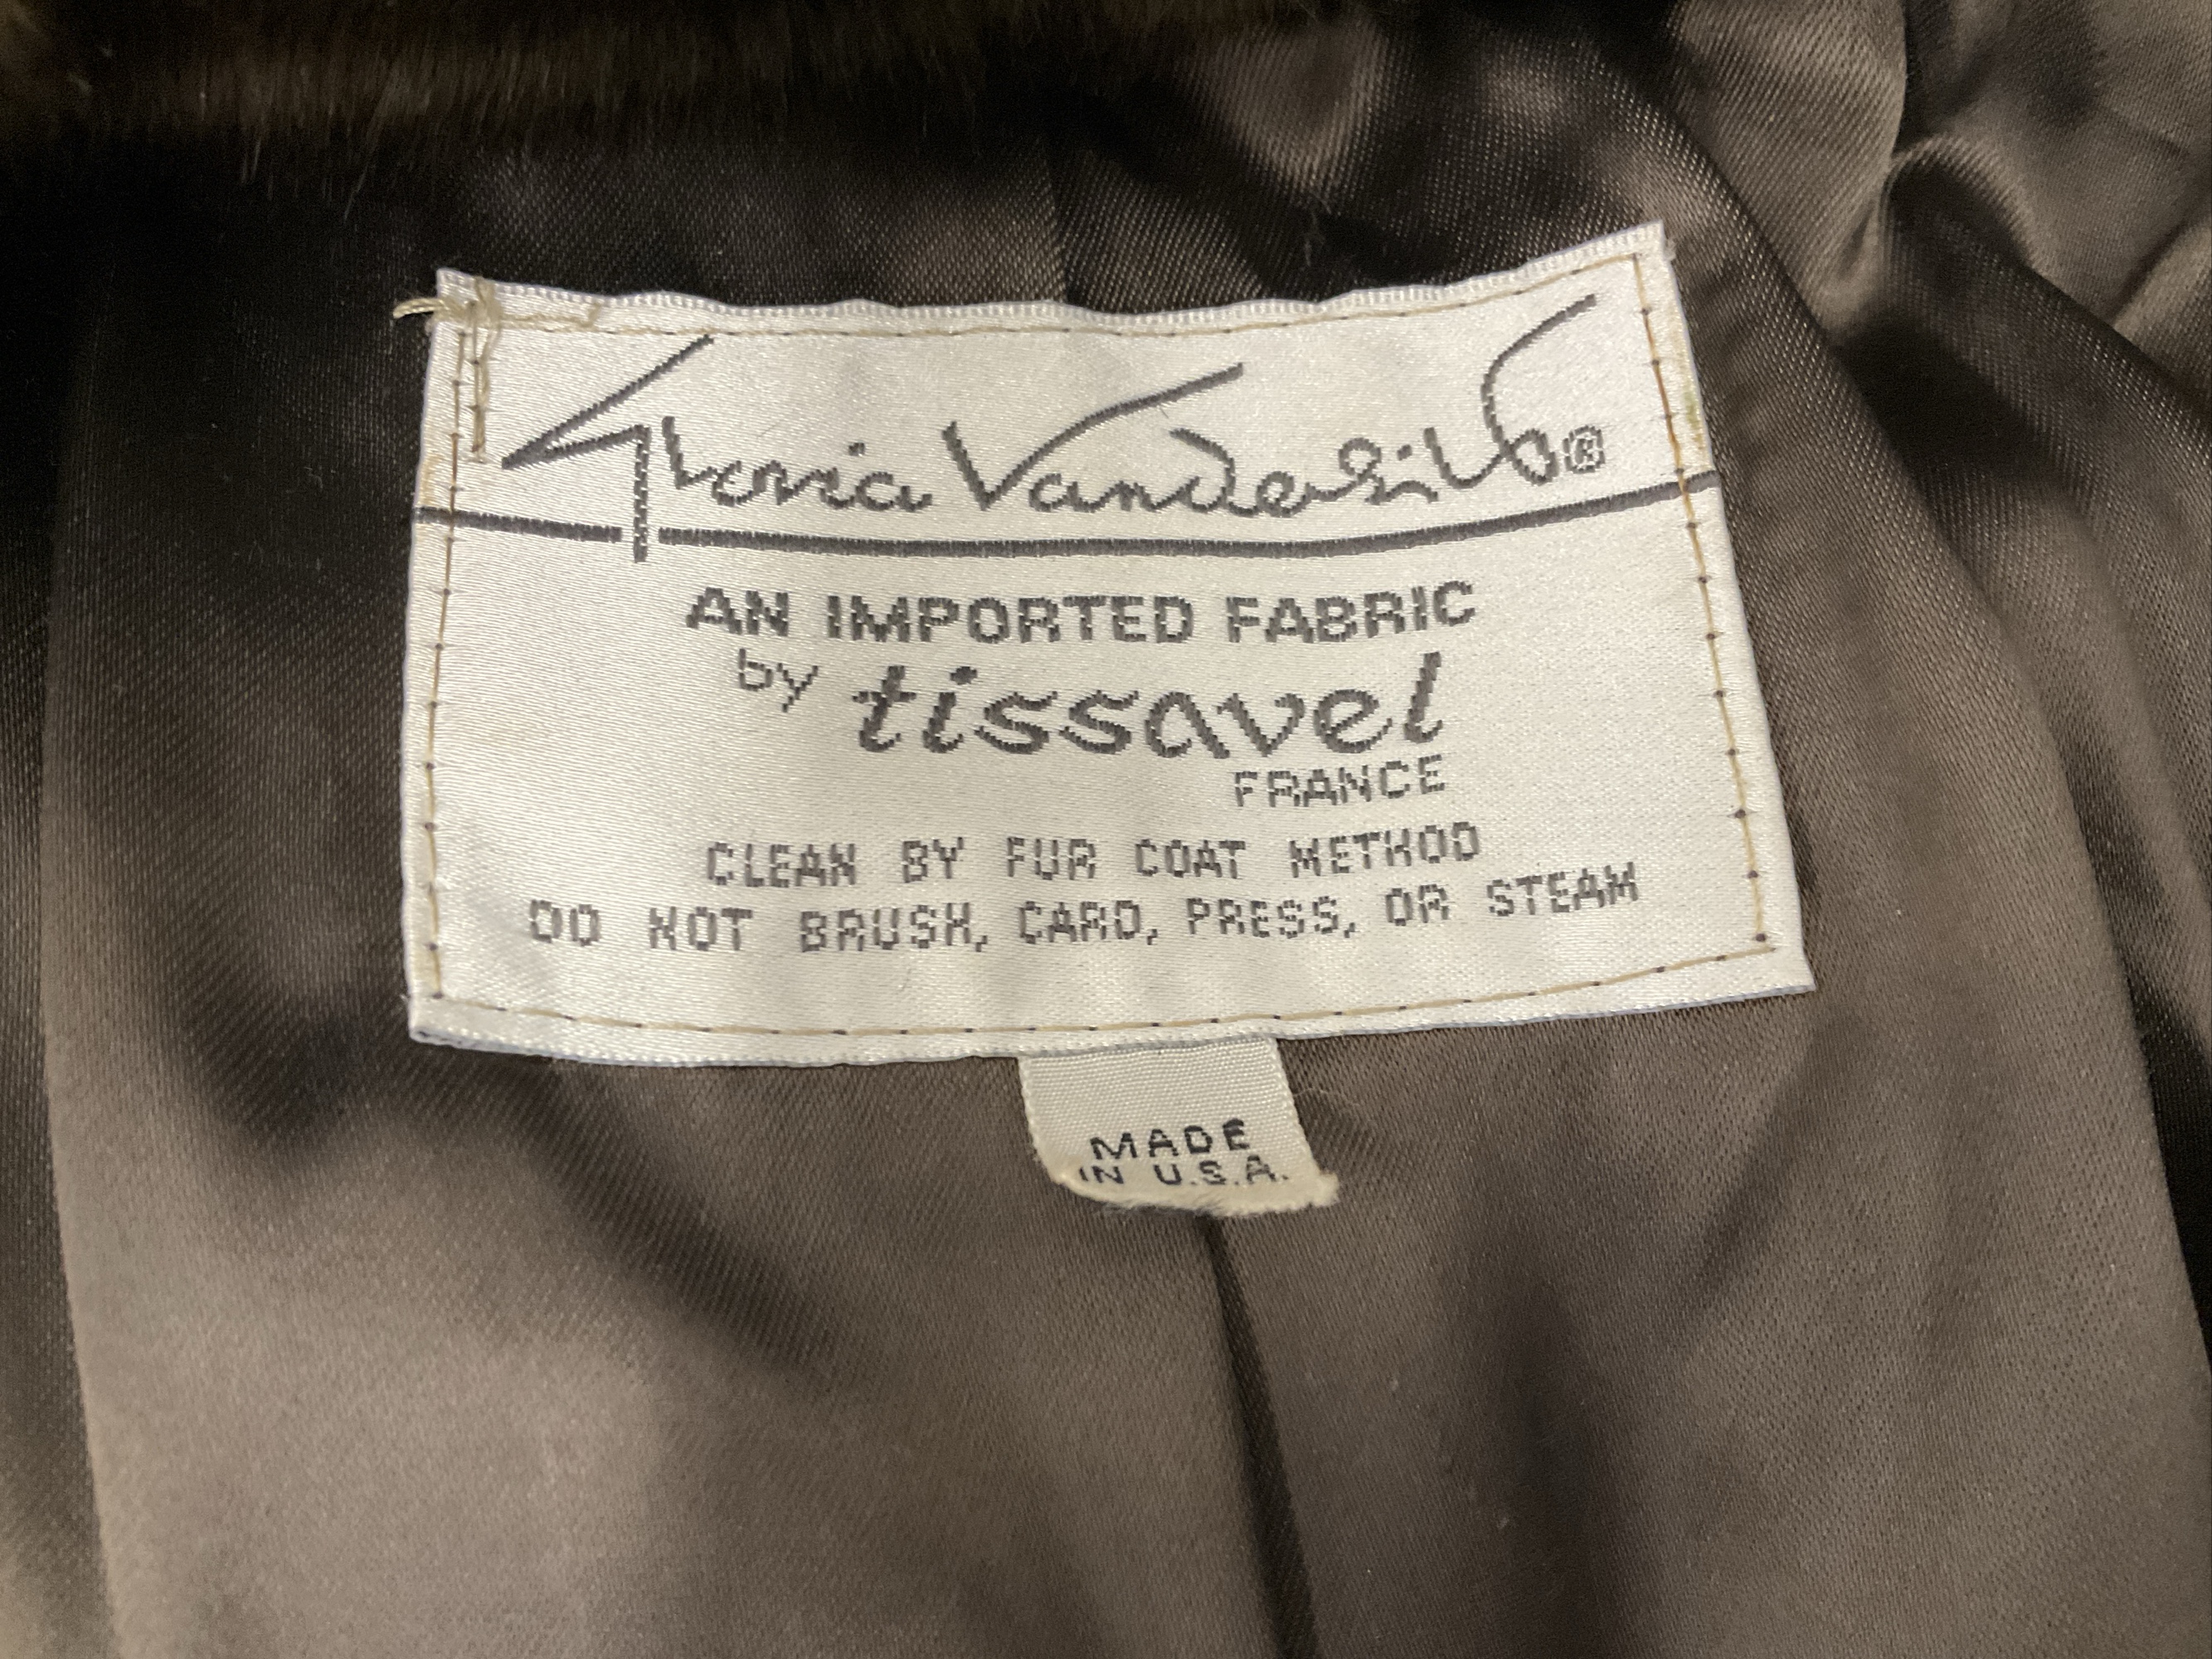 Gloria Vanderbilt®
AN IMPORTED FABRIC
by tissavel
FRANCE
CLEAN BY FUR COAT METHOD
DO NOT BRUSH, CARD, PRESS, OR STEAM
MADE
IN U.S.A.